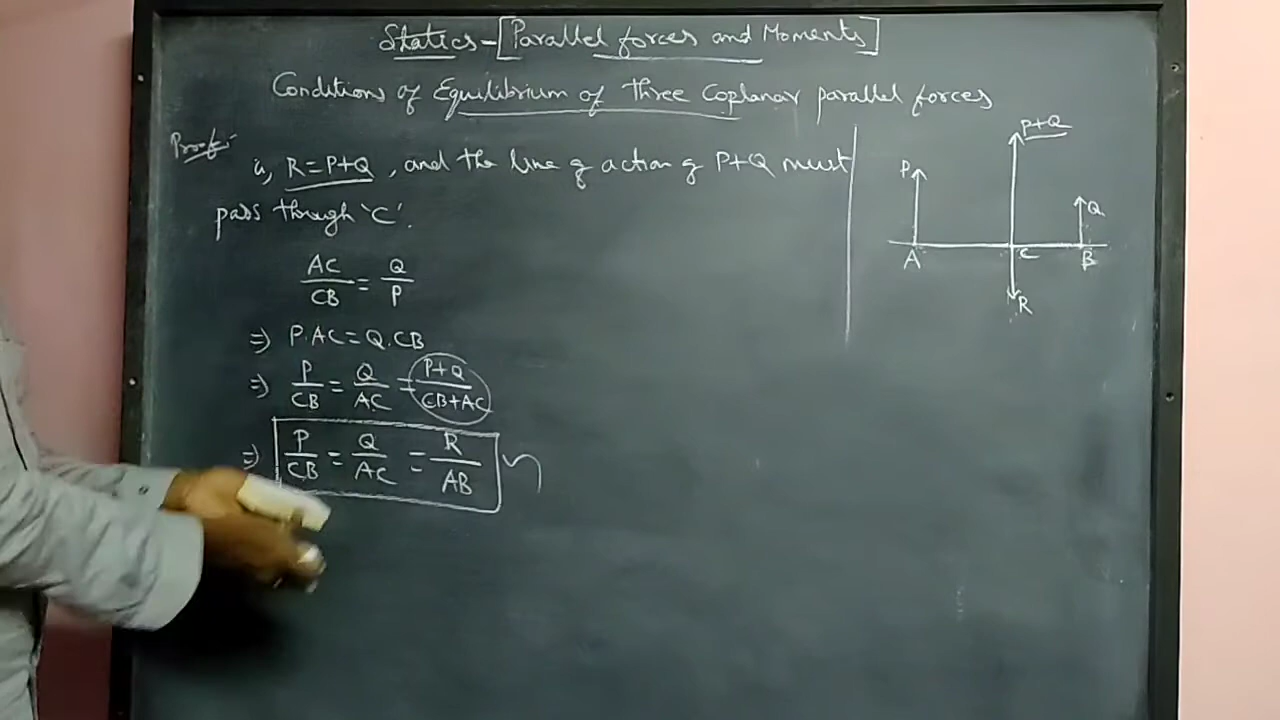 Statics - [Parallel forces and Moments]
Conditions of Equilibrium of Three Coplanar parallel forces
Proof:-
ie, R = P+Q, and the line of action of P+Q must
pass through 'C'.
AC/CB = Q/P
=> P.AC = Q.CB
=> P/CB = Q/AC = P+Q/CB+AC
=> P/CB = Q/AC = R/AB
P+Q
P
Q
A C B
R